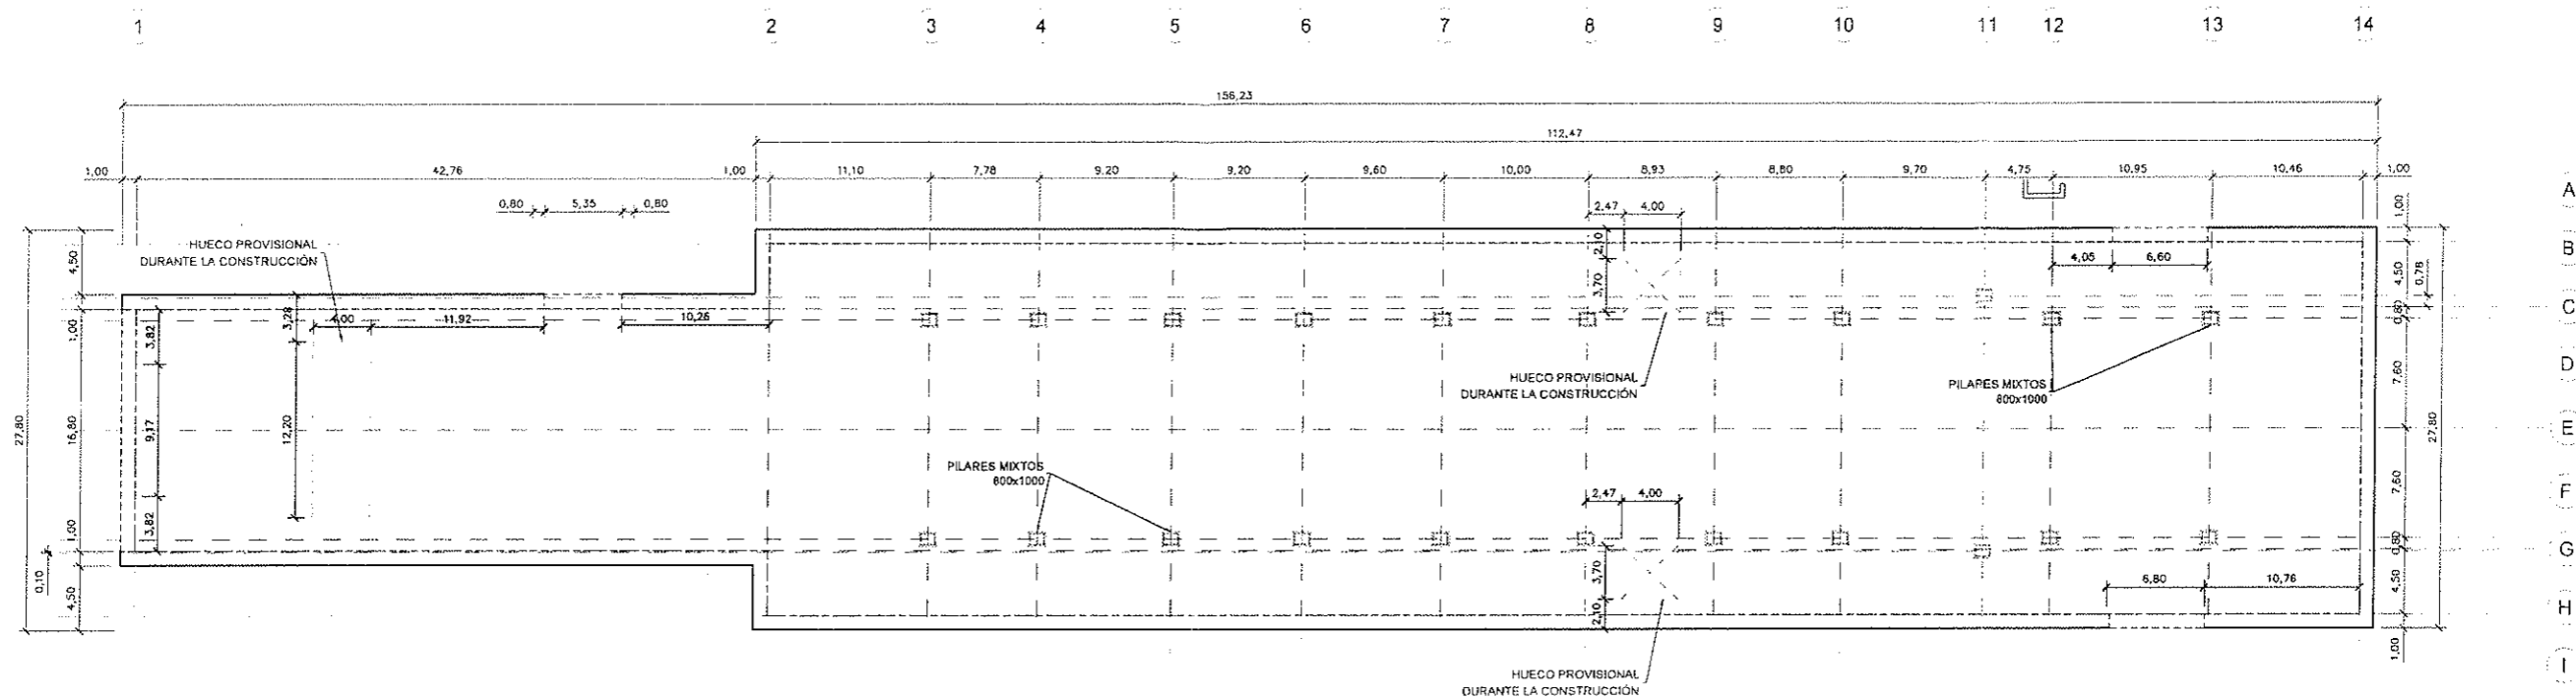 1 2 3 4 5 6 7 8 9 10 11 12 13 14
156,23
112,47
1,00 42,76 1,00 11,10 7,78 9,20 9,20 9,60 10,00 8,93 8,80 9,70 4,75 10,95 10,46 1,00
A
0,80 5,35 0,80
2,47 4,00
1,00
HUECO PROVISIONAL
DURANTE LA CONSTRUCCIÓN
4,50
2,10
B
4,05 6,60
4,50
0,78
3,70
1,00
3,82
3,28
4,00 11,92 10,26
0,80
C
HUECO PROVISIONAL
DURANTE LA CONSTRUCCIÓN
PILARES MIXTOS
800x1000
7,60
D
27,80
16,80
9,17
12,20
27,80
E
PILARES MIXTOS
800x1000
2,47 4,00
7,60
F
1,00
3,82
0,80
G
0,10
4,50
3,70
6,80 10,76
4,50
2,10
H
1,00
HUECO PROVISIONAL
DURANTE LA CONSTRUCCIÓN
I